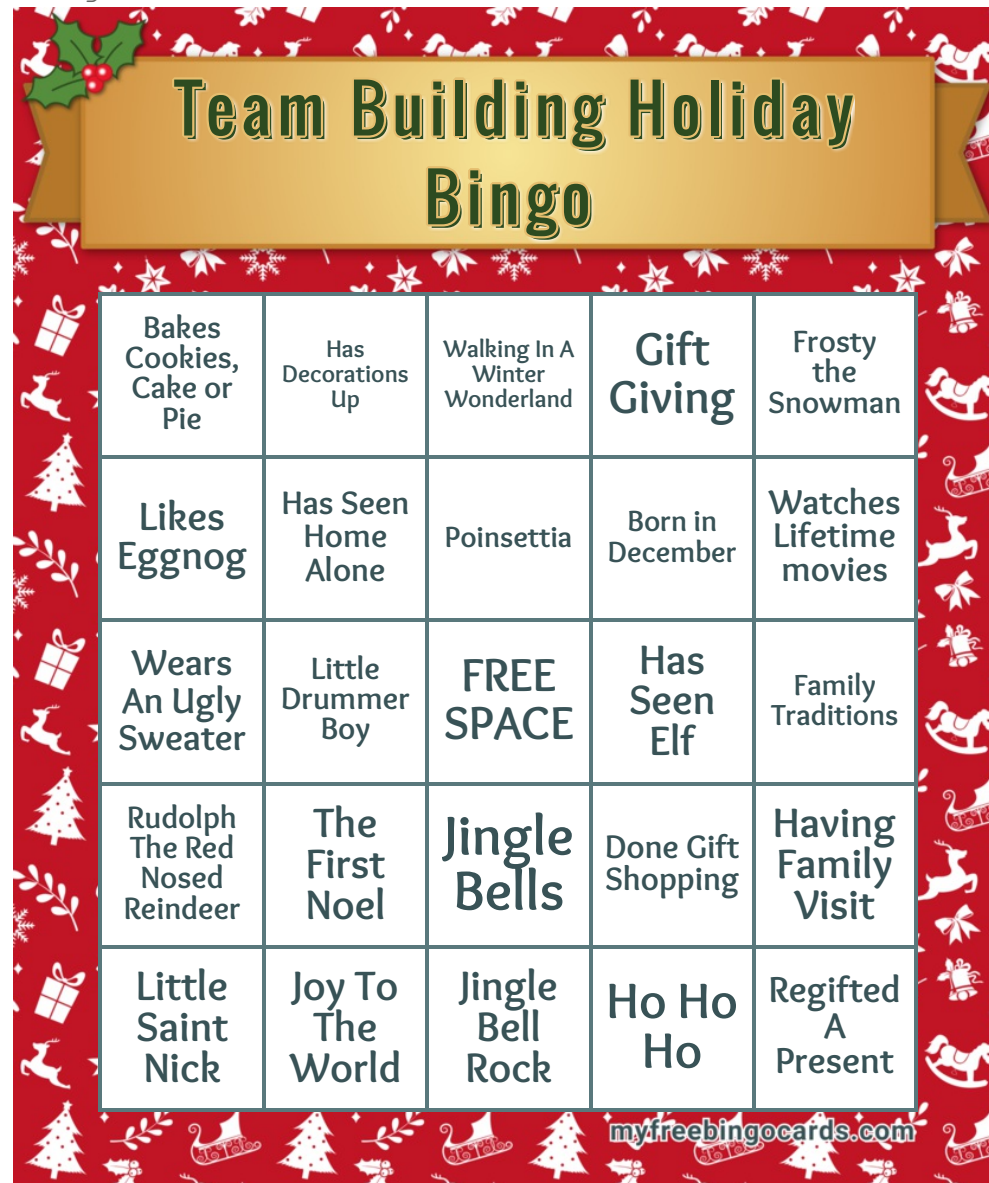 Team Building Holiday
Bingo
Bakes
Cookies,
Cake or
Pie
Has
Decorations
Up
Walking In A
Winter
Wonderland
Gift
Giving
Frosty
the
Snowman
Likes
Eggnog
Has Seen
Home
Alone
Poinsettia
Born in
December
Watches
Lifetime
movies
Wears
An Ugly
Sweater
Little
Drummer
Boy
FREE
SPACE
Has
Seen
Elf
Family
Traditions
Rudolph
The Red
Nosed
Reindeer
The
First
Noel
Jingle
Bells
Done Gift
Shopping
Having
Family
Visit
Little
Saint
Nick
Joy To
The
World
Jingle
Bell
Rock
Ho Ho
Ho
Regifted
A
Present
myfreebingocards.com